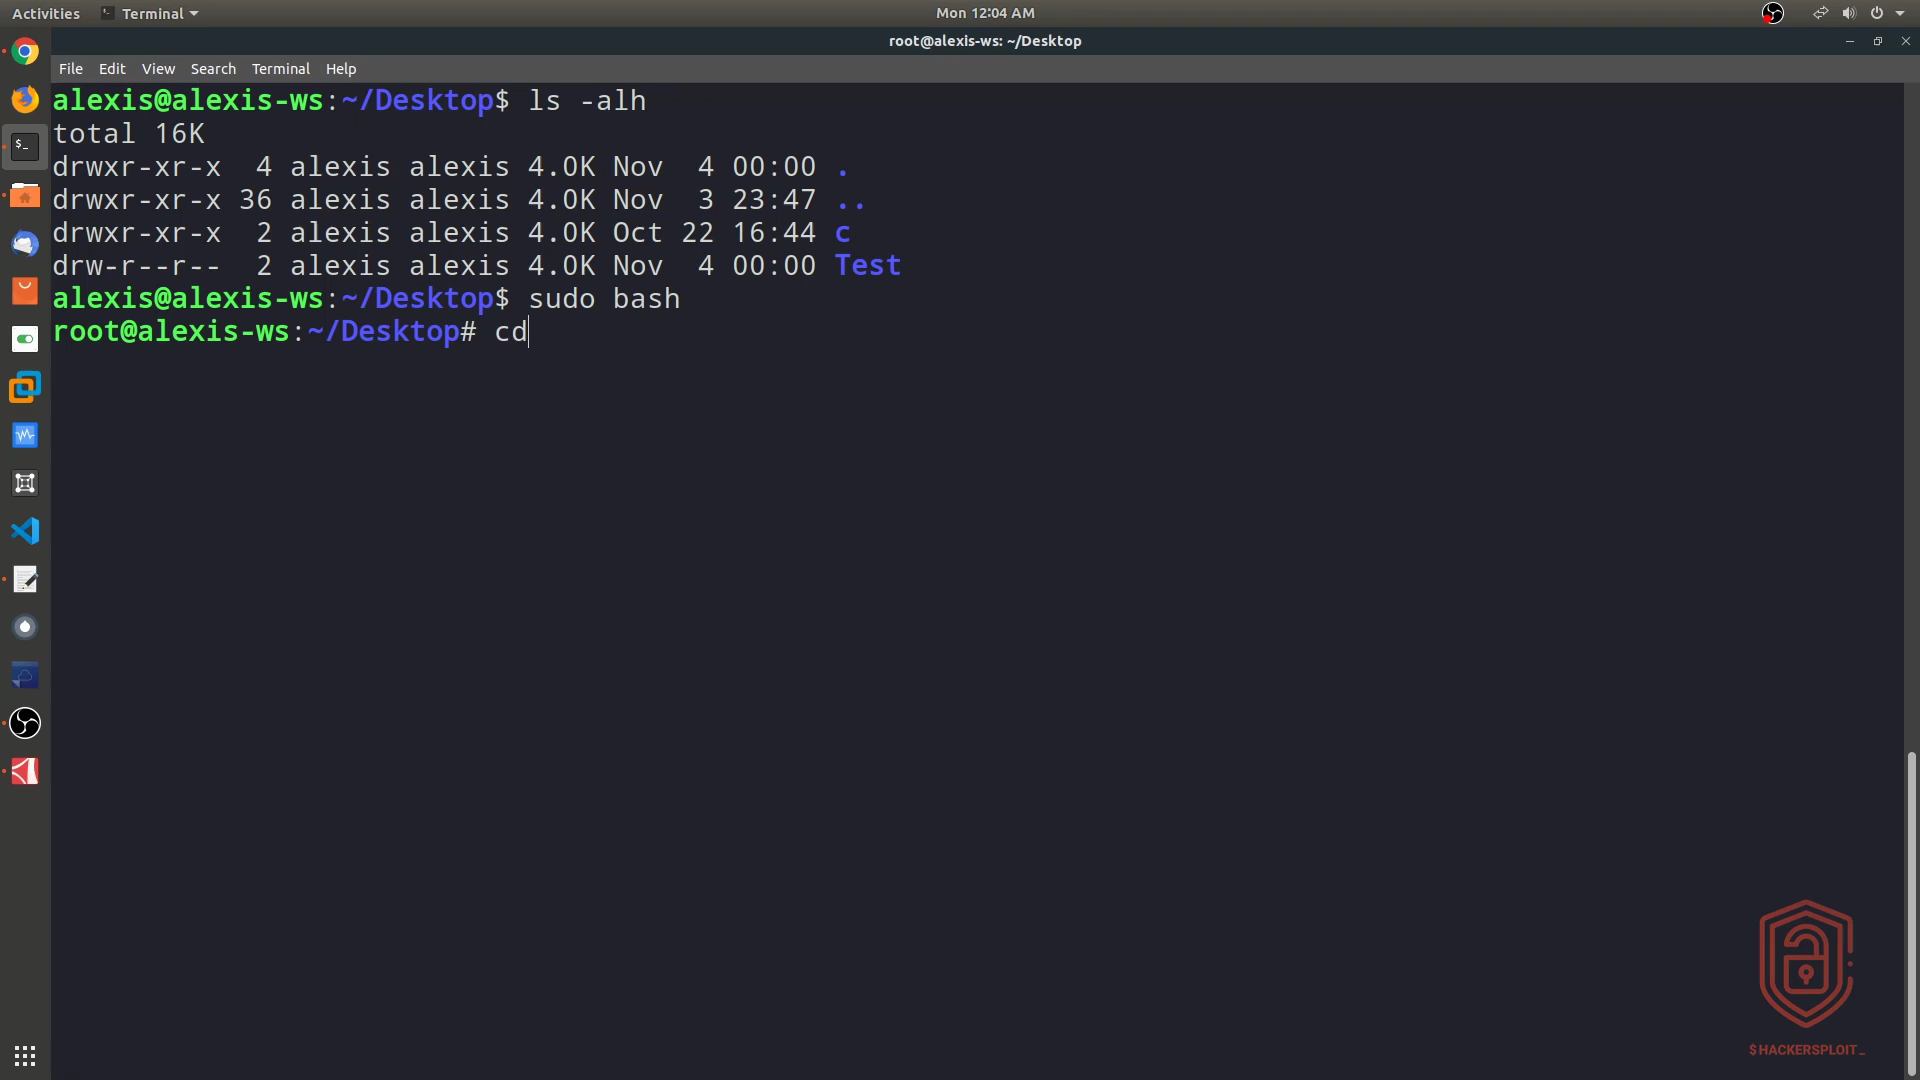 Activities Terminal Mon 12:04 AM
root@alexis-ws: ~/Desktop
File Edit View Search Terminal Help
alexis@alexis-ws:~/Desktop$ ls -alh
total 16K
drwxr-xr-x  4 alexis alexis 4.0K Nov  4 00:00 .
drwxr-xr-x 36 alexis alexis 4.0K Nov  3 23:47 ..
drwxr-xr-x  2 alexis alexis 4.0K Oct 22 16:44 c
drw-r--r--  2 alexis alexis 4.0K Nov  4 00:00 Test
alexis@alexis-ws:~/Desktop$ sudo bash
root@alexis-ws:~/Desktop# cd
$HACKERSPLOIT_